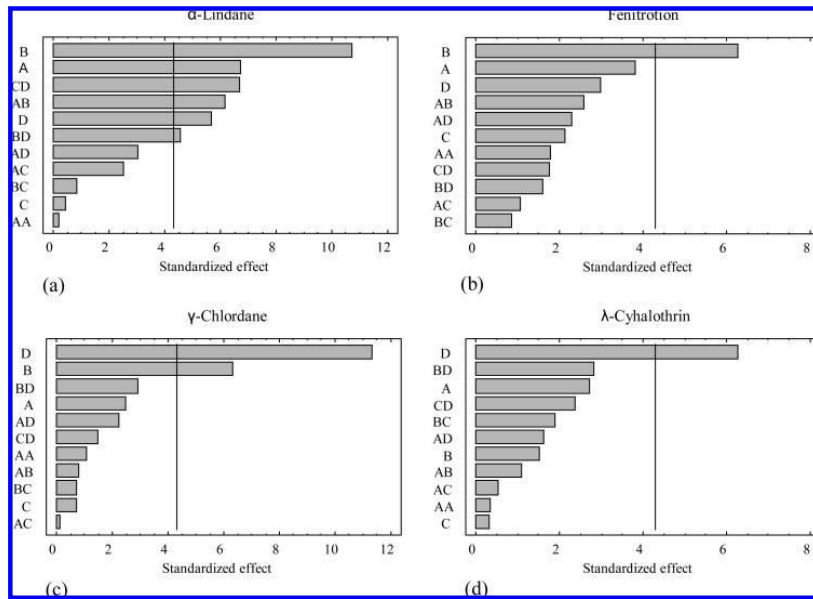 α-Lindane
B
A
CD
AB
D
BD
AD
AC
BC
C
AA
0 2 4 6 8 10 12
Standardized effect
(a)
Fenitrotion
B
A
D
AB
AD
C
AA
CD
BD
AC
BC
0 2 4 6 8
Standardized effect
(b)
γ-Chlordane
D
B
BD
A
AD
CD
AA
AB
BC
C
AC
0 2 4 6 8 10 12
Standardized effect
(c)
λ-Cyhalothrin
D
BD
A
CD
BC
AD
B
AB
AC
AA
C
0 2 4 6 8
Standardized effect
(d)